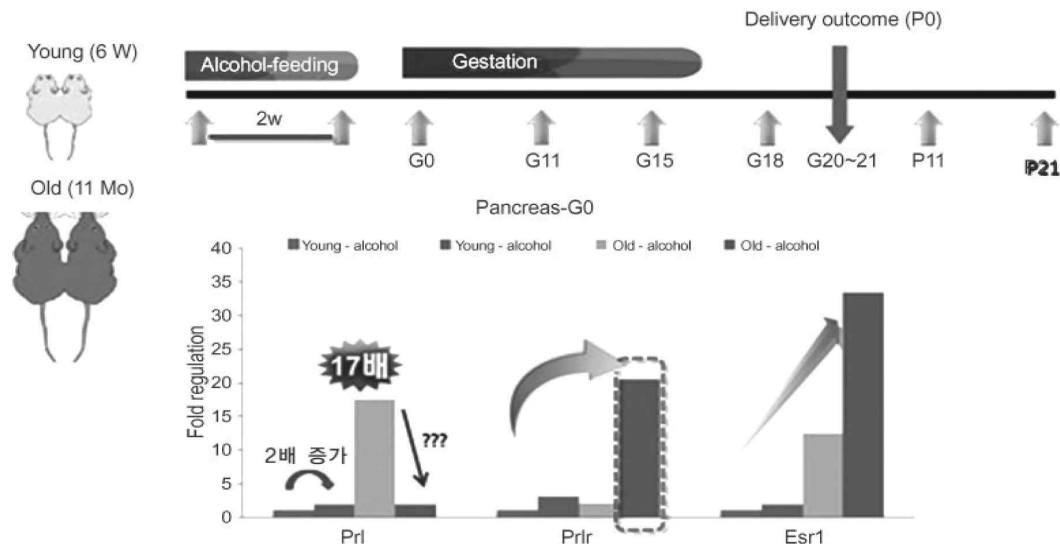 Delivery outcome (P0)
Young (6 W)
Alcohol-feeding
Gestation
2w
G0
G11
G15
G18
G20~21
P11
P21
Old (11 Mo)
Pancreas-G0
Young - alcohol
Young - alcohol
Old - alcohol
Old - alcohol
Fold regulation
40
35
30
25
20
15
10
5
0
17배
2배 증가
???
Prl
Prlr
Esr1